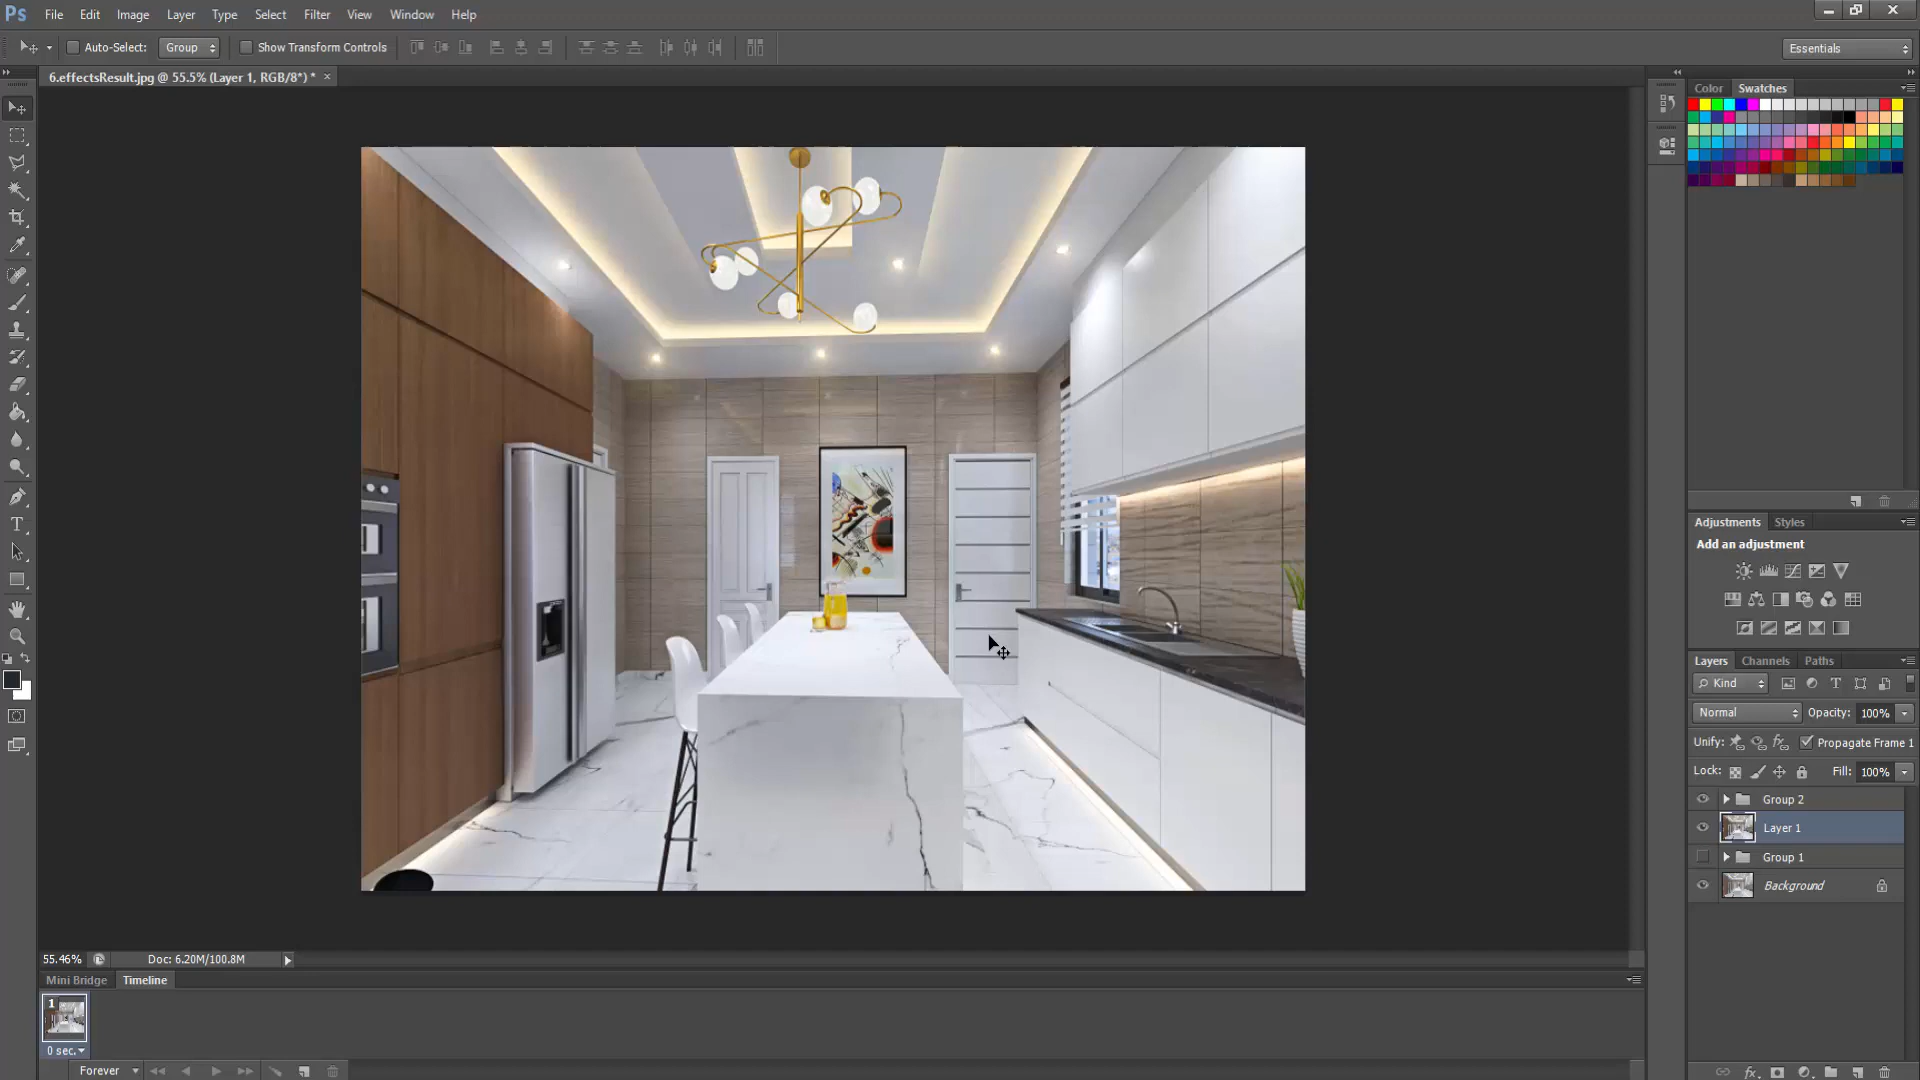 Ps File Edit Image Layer Type Select Filter View Window Help
Auto-Select: Group Show Transform Controls Essentials
6.effectsResult.jpg @ 55.5% (Layer 1, RGB/8*) * ×
Color Swatches
Adjustments Styles
Add an adjustment
Layers Channels Paths
Kind
Normal Opacity: 100%
Unify: Propagate Frame 1
Lock: Fill: 100%
Group 2
Layer 1
Group 1
Background
55.46% Doc: 6.20M/100.8M
Mini Bridge Timeline
1
0 sec.
Forever